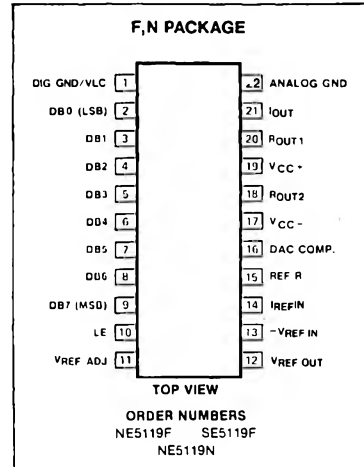 F,N PACKAGE
DIG GND/VLC 1
22 ANALOG GND
DB0 (LSB) 2
21 IOUT
DB1 3
20 ROUT1
DB2 4
19 VCC+
DB3 5
18 ROUT2
DB4 6
17 VCC-
DB5 7
16 DAC COMP.
DB6 8
15 REF R
DB7 (MSD) 9
14 IREFIN
LE 10
13 -VREF IN
VREF ADJ 11
12 VREF OUT
TOP VIEW
ORDER NUMBERS
NE5119F SE5119F
NE5119N